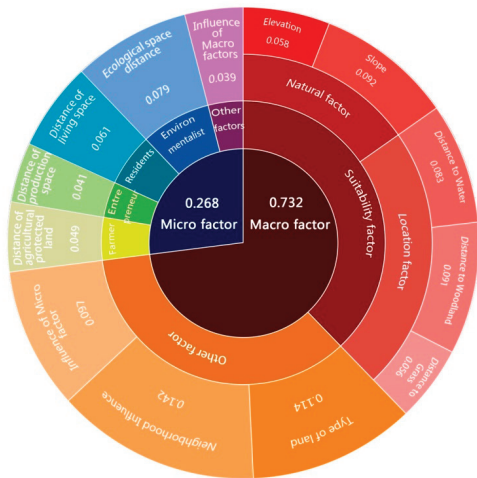 Influence of
Macro
factors
0.039
Elevation
0.058
Slope
0.092
Ecological space
distance
0.079
Distance of
living space
0.061
Distance of
production
space
0.041
Distance of
agricultural
protected
land
0.049
Natural factor
Other
factors
Environ
mentalist
Residents
Entre
preneur
Farmer
Suitability factor
Location factor
Distance to Water
0.083
Distance to Woodland
0.091
Distance to
Grass
0.056
0.268
Micro factor
0.732
Macro factor
Other factor
Influence of Micro
factor
0.097
Neighborhood Influence
0.142
Type of land
0.114